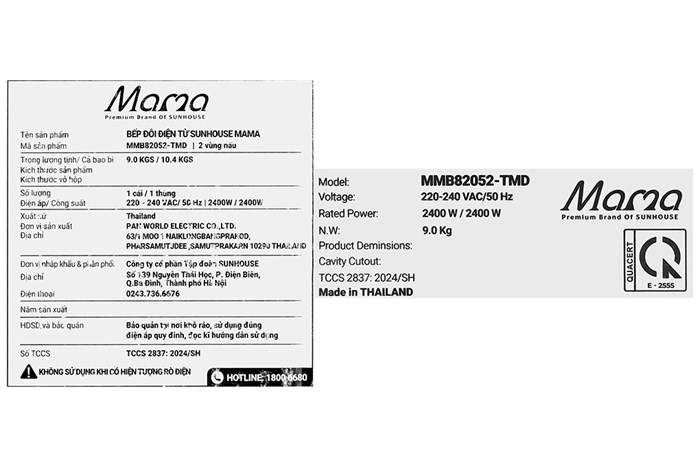 Mama
Premium Brand Of SUNHOUSE
Tên sản phẩm BẾP ĐÔI ĐIỆN TỪ SUNHOUSE MAMA
Mã sản phẩm MMB82052-TMD | 2 vùng nấu
Trọng lượng tịnh/ Cả bao bì 9.0 KGS / 10.4 KGS
Kích thước sản phẩm
Kích thước vỏ hộp
Số lượng 1 cái / 1 thùng
Điện áp/ Công suất 220 - 240 VAC/ 50 Hz | 2400W / 2400W
Xuất xứ Thailand
Đơn vị sản xuất PAN WORLD ELECTRIC CO.,LTD.
Địa chỉ 63/1 MOO 1 NAIKLONGBANGPRAKOD,
PHARSAMUTJDEE ,SAMUTPRAKARN 10290 THAILAND
Đơn vị nhập khẩu & phân phối Công ty cổ phần Tập đoàn SUNHOUSE
Địa chỉ Số 139 Nguyễn Thái Học, P. Điện Biên,
Q.Ba Đình, Thành phố Hà Nội
Điện thoại 0243.736.6676
Năm sản xuất
HDSD và bảo quản Bảo quản tại nơi khô ráo, sử dụng đúng
điện áp quy định, đọc kĩ hướng dẫn sử dụng
Số TCCS TCCS 2837: 2024/SH
KHÔNG SỬ DỤNG KHI CÓ HIỆN TƯỢNG RÒ ĐIỆN HOTLINE: 1800 6680
Model: MMB82052-TMD
Voltage: 220-240 VAC/50 Hz
Rated Power: 2400 W / 2400 W
N.W: 9.0 Kg
Product Deminsions:
Cavity Cutout:
TCCS 2837: 2024/SH
Made in THAILAND
Mama
Premium Brand Of SUNHOUSE
QUACERT
E - 2555